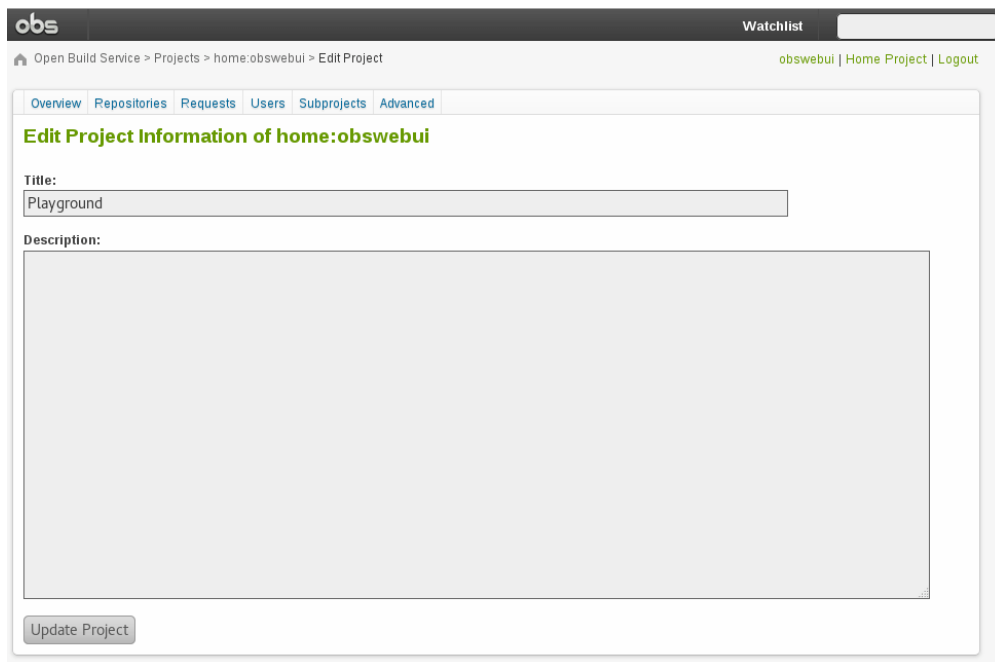 obs Watchlist
Open Build Service > Projects > home:obswebui > Edit Project obswebui | Home Project | Logout
Overview Repositories Requests Users Subprojects Advanced
Edit Project Information of home:obswebui
Title:
Playground
Description:
Update Project